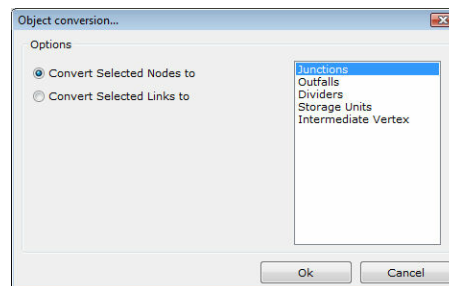 Object conversion...
Options
Convert Selected Nodes to
Convert Selected Links to
Junctions
Outfalls
Dividers
Storage Units
Intermediate Vertex
Ok
Cancel